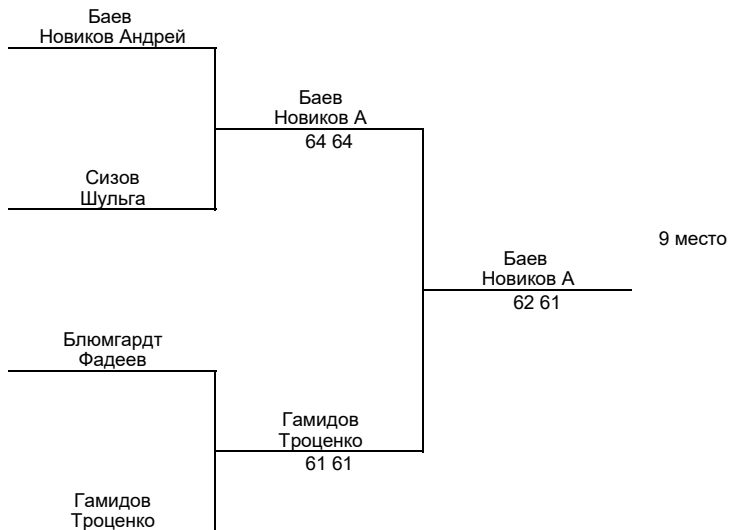 Баев
Новиков Андрей
Баев
Новиков А
64 64
Сизов
Шульга
9 место
Баев
Новиков А
62 61
Блюмгардт
Фадеев
Гамидов
Троценко
61 61
Гамидов
Троценко